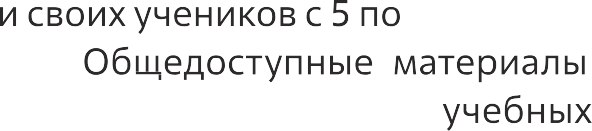 и своих учеников с 5 по
Общедоступные материалы
учебных